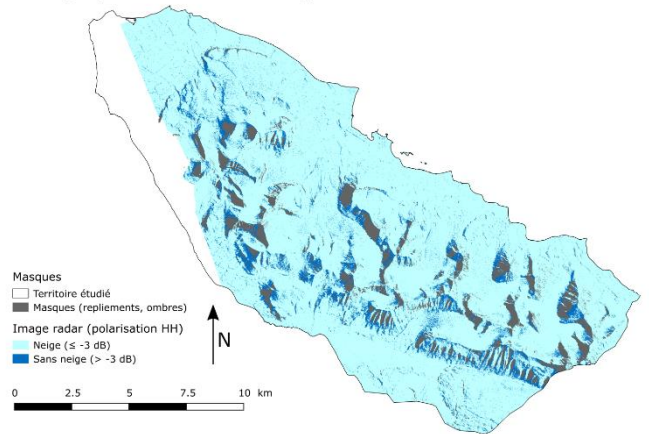 Masques
Territoire étudié
Masques (repliements, ombres)
Image radar (polarisation HH)
Neige (≤ -3 dB)
Sans neige (> -3 dB)
N
0 2.5 5 7.5 10 km